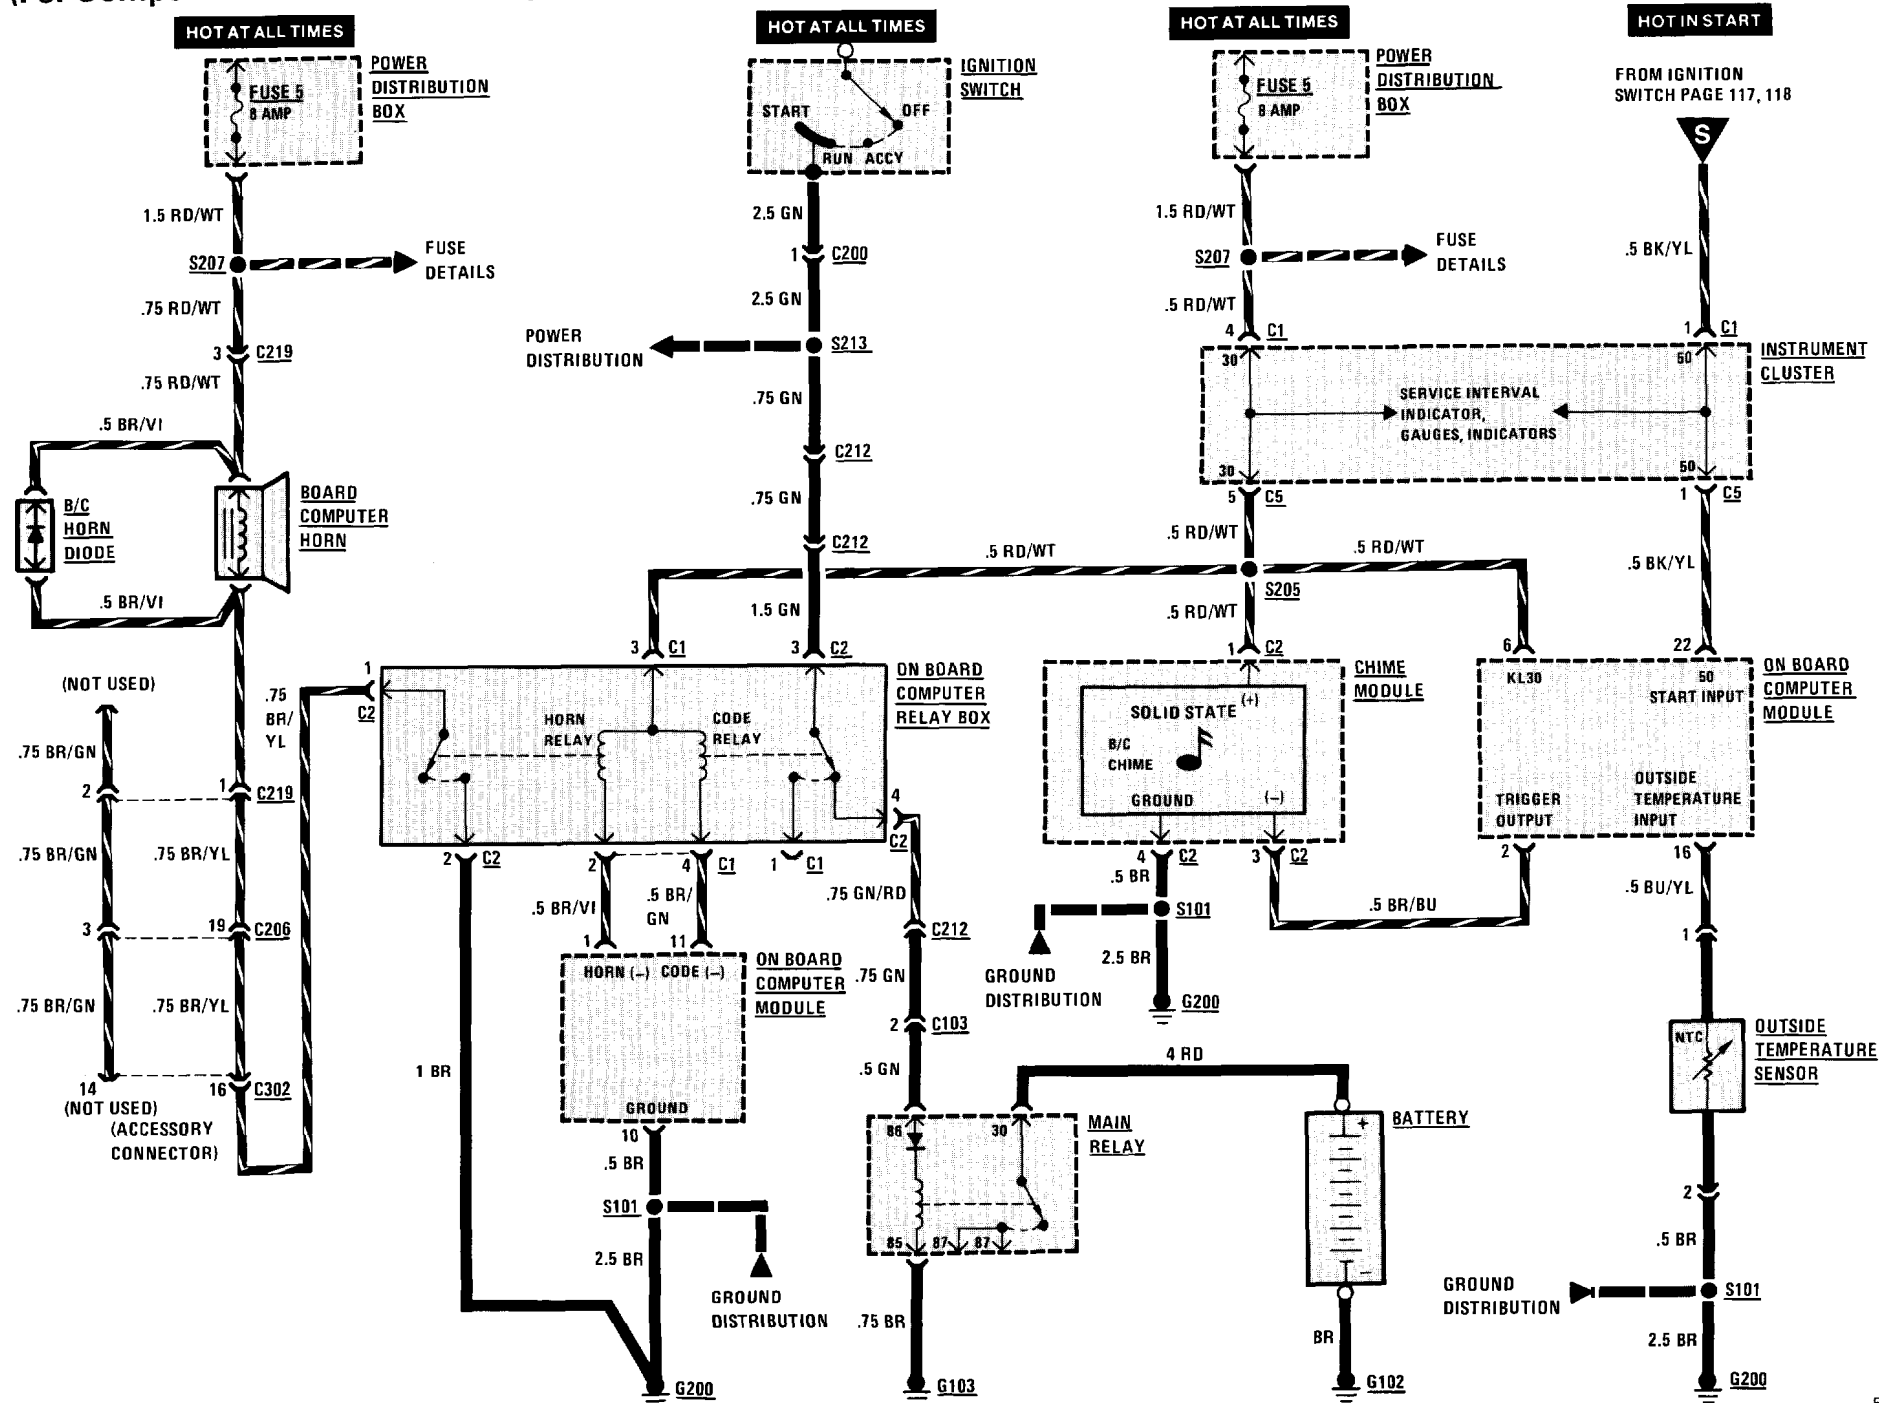 HOT AT ALL TIMES
HOT AT ALL TIMES
HOT AT ALL TIMES
HOT IN START
POWER
DISTRIBUTION
BOX
FUSE 5
8 AMP
IGNITION
SWITCH
START
OFF
RUN ACCY
POWER
DISTRIBUTION
BOX
FUSE 5
8 AMP
FROM IGNITION
SWITCH PAGE 117, 118
S
1.5 RD/WT
S207
FUSE
DETAILS
.75 RD/WT
3 C219
.75 RD/WT
.5 BR/VI
B/C
HORN
DIODE
BOARD
COMPUTER
HORN
.5 BR/VI
2.5 GN
1 C200
2.5 GN
POWER
DISTRIBUTION
S213
.75 GN
C212
.75 GN
C212
1.5 GN
1.5 RD/WT
S207
FUSE
DETAILS
.5 RD/WT
4 C1
.5 BK/YL
1 C1
INSTRUMENT
CLUSTER
30
50
SERVICE INTERVAL
INDICATOR,
GAUGES, INDICATORS
30
50
5 C5
1 C5
.5 RD/WT
.5 RD/WT
.5 RD/WT
S205
.5 RD/WT
.5 BK/YL
(NOT USED)
.75 BR/GN
2
1 C219
.75 BR/GN
.75 BR/YL
3
19 C206
.75 BR/GN
.75 BR/YL
14
16 C302
(NOT USED)
(ACCESSORY
CONNECTOR)
.75
BR/
YL
1
C2
3 C1
3 C2
ON BOARD
COMPUTER
RELAY BOX
HORN
RELAY
CODE
RELAY
4
C2
2 C2
2
4 C1
1 C1
.5 BR/VI
.5 BR/
GN
1
11
HORN (–) CODE (–)
ON BOARD
COMPUTER
MODULE
GROUND
10
.5 BR
S101
2.5 BR
GROUND
DISTRIBUTION
1 BR
G200
.75 GN/RD
C212
.75 GN
2 C103
.5 GN
86
30
MAIN
RELAY
85
87
87
.75 BR
G103
4 RD
BATTERY
+
–
BR
G102
1 C2
CHIME
MODULE
SOLID STATE (+)
B/C
CHIME
GROUND
(–)
4 C2
3 C2
.5 BR
S101
GROUND
DISTRIBUTION
2.5 BR
G200
.5 BR/BU
6
22
KL30
50
START INPUT
ON BOARD
COMPUTER
MODULE
TRIGGER
OUTPUT
OUTSIDE
TEMPERATURE
INPUT
2
16
.5 BU/YL
1
NTC
OUTSIDE
TEMPERATURE
SENSOR
2
.5 BR
GROUND
DISTRIBUTION
S101
2.5 BR
G200